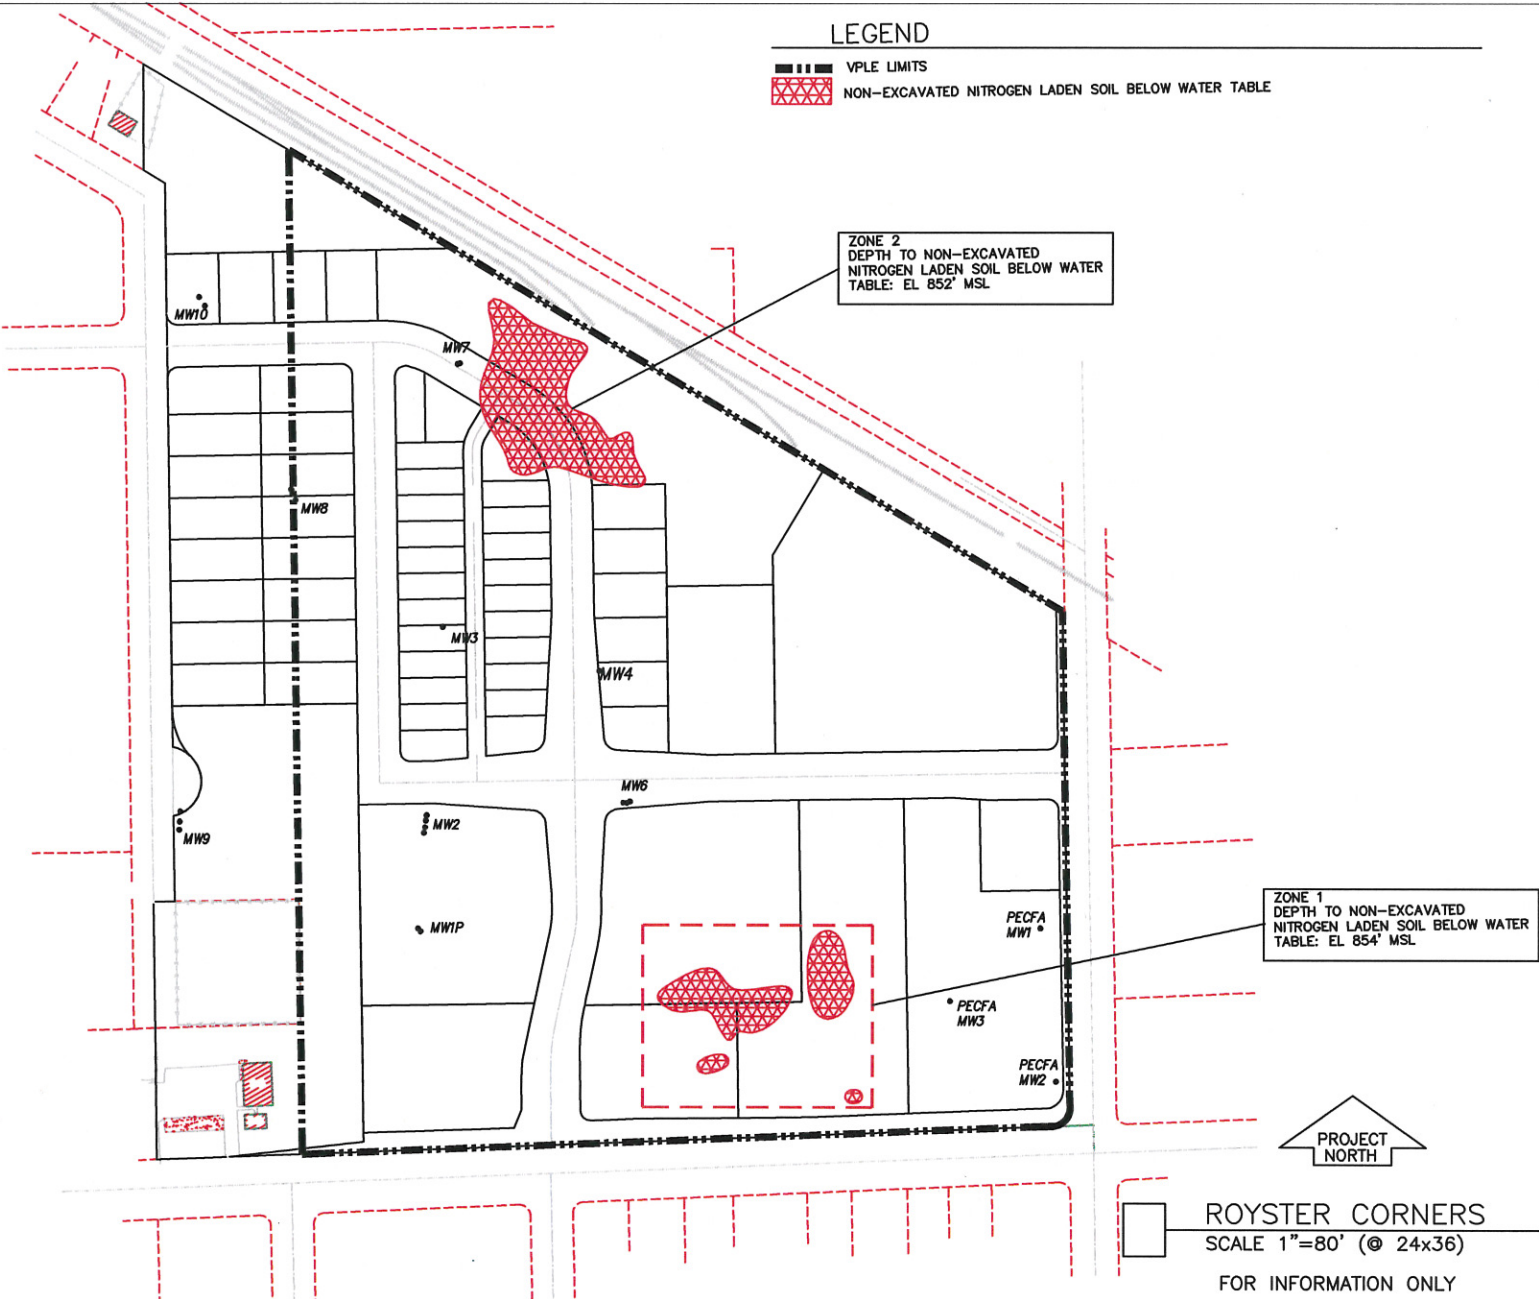 LEGEND
VPLE LIMITS
NON-EXCAVATED NITROGEN LADEN SOIL BELOW WATER TABLE
ZONE 2
DEPTH TO NON-EXCAVATED
NITROGEN LADEN SOIL BELOW WATER
TABLE: EL 852' MSL
MW10
MW7
MW8
MW3
MW4
MW6
MW2
MW9
MW1P
PECFA
MW1
ZONE 1
DEPTH TO NON-EXCAVATED
NITROGEN LADEN SOIL BELOW WATER
TABLE: EL 854' MSL
PECFA
MW3
PECFA
MW2
PROJECT
NORTH
ROYSTER CORNERS
SCALE 1"=80' (@ 24x36)
FOR INFORMATION ONLY